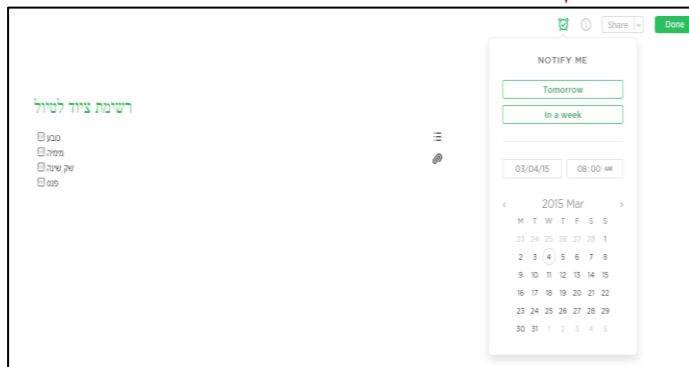 Share
Done
NOTIFY ME
Tomorrow
In a week
רשימת ציוד לטיול
כובע
מימיה
שק שינה
פנס
03/04/15 08:00 AM
2015 Mar
M T W T F S S
23 24 25 26 27 28 1
2 3 4 5 6 7 8
9 10 11 12 13 14 15
16 17 18 19 20 21 22
23 24 25 26 27 28 29
30 31 1 2 3 4 5